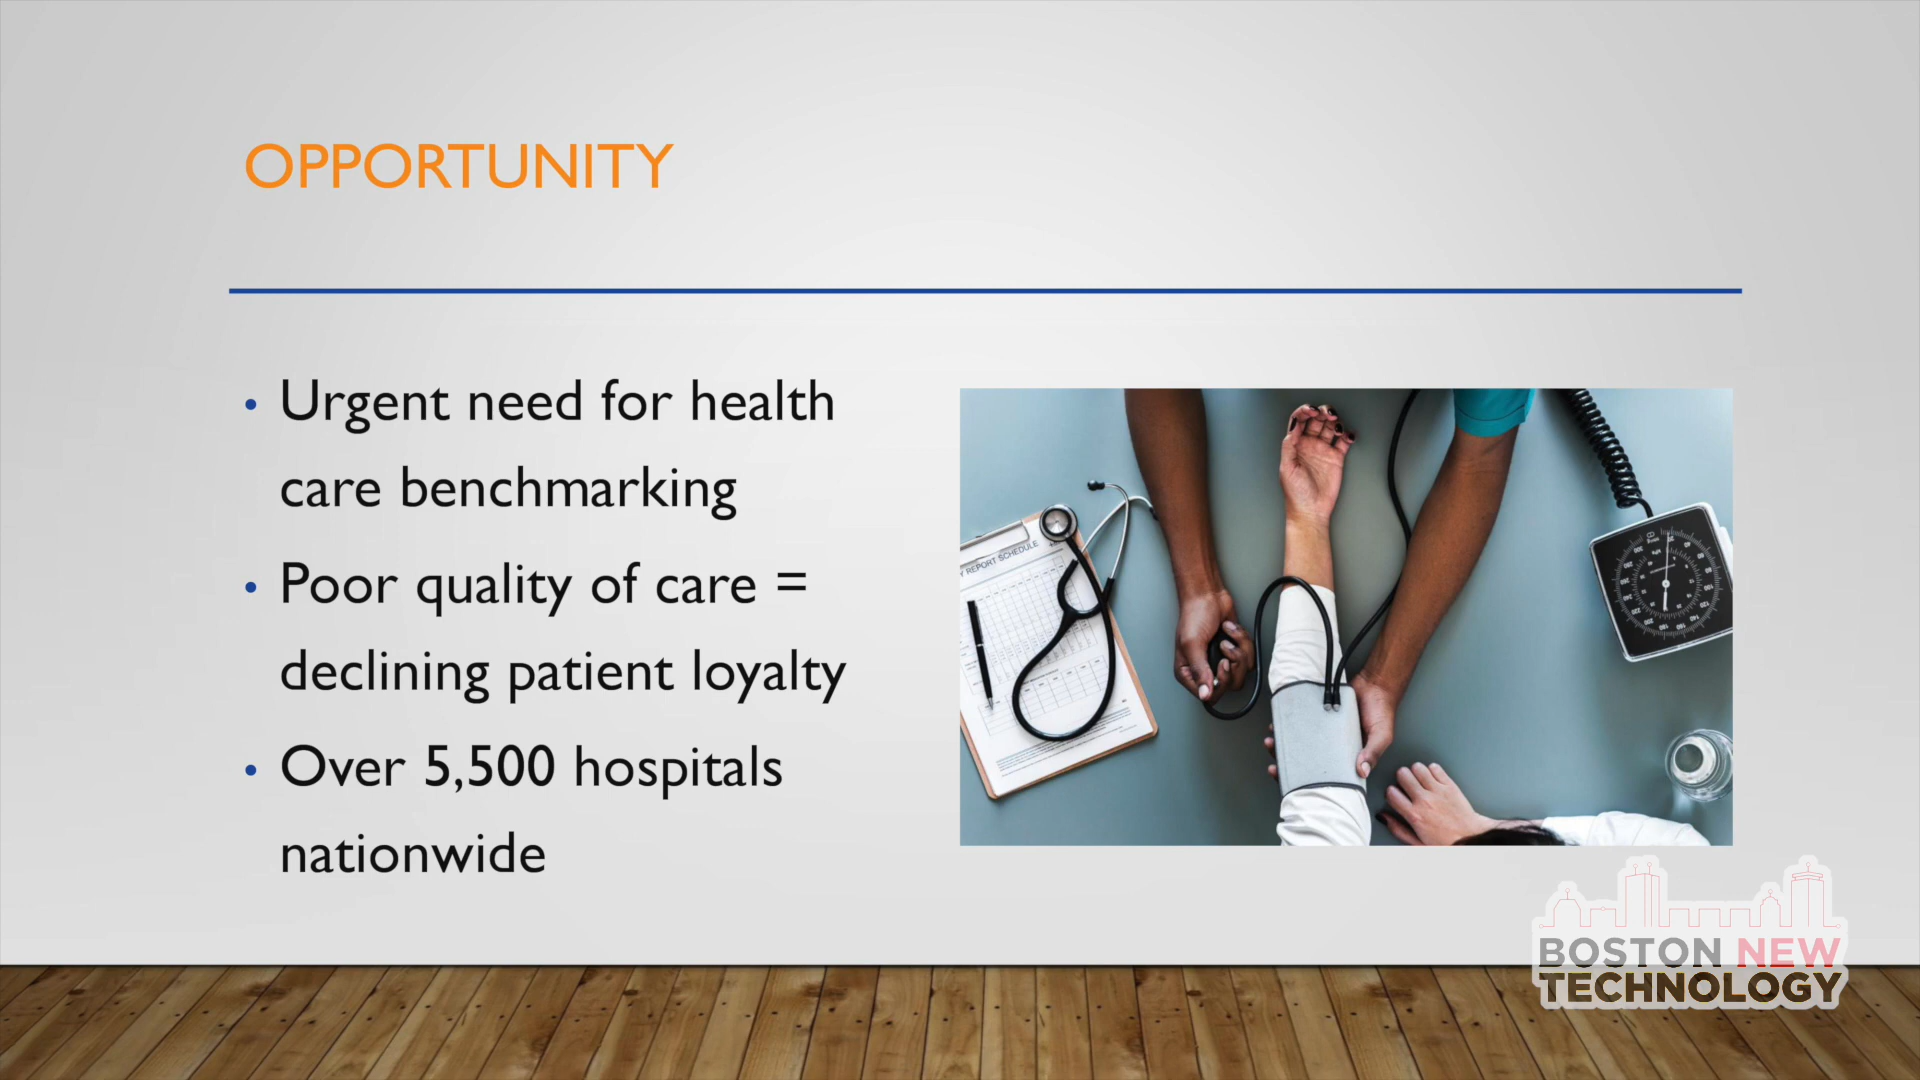 OPPORTUNITY
• Urgent need for health
care benchmarking
• Poor quality of care =
declining patient loyalty
• Over 5,500 hospitals
nationwide
REPORT SCHEDULE
BOSTON NEW
TECHNOLOGY